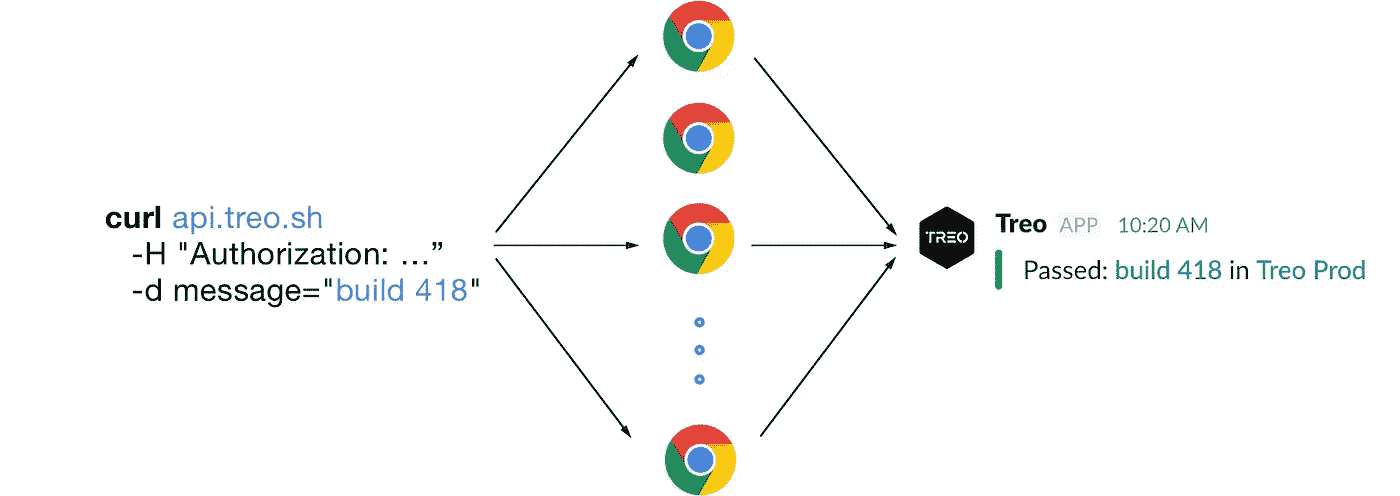 curl api.treo.sh
-H "Authorization: ...”
-d message="build 418"
TREO
Treo APP 10:20 AM
Passed: build 418 in Treo Prod